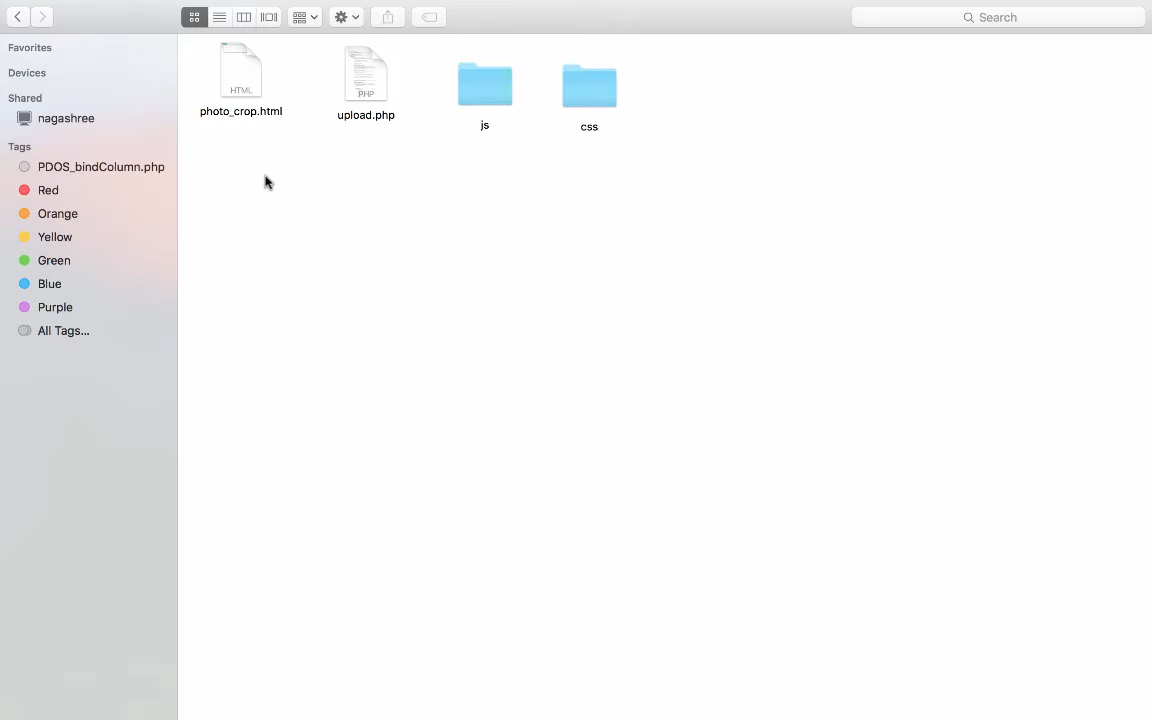 Search
Favorites
Devices
Shared
nagashree
Tags
PDOS_bindColumn.php
Red
Orange
Yellow
Green
Blue
Purple
All Tags...
HTML
photo_crop.html
PHP
upload.php
js
css